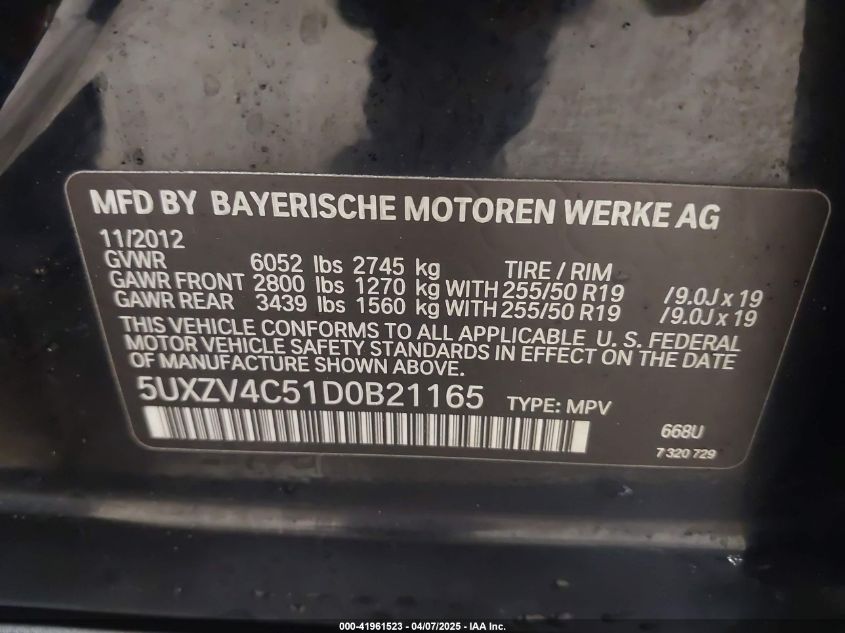 MFD BY BAYERISCHE MOTOREN WERKE AG
11/2012
GVWR 6052 lbs 2745 kg TIRE / RIM
GAWR FRONT 2800 lbs 1270 kg WITH 255/50 R19 /9.0J x 19
GAWR REAR 3439 lbs 1560 kg WITH 255/50 R19 /9.0J x 19
THIS VEHICLE CONFORMS TO ALL APPLICABLE U. S. FEDERAL
MOTOR VEHICLE SAFETY STANDARDS IN EFFECT ON THE DATE
OF MANUFACTURE SHOWN ABOVE.
5UXZV4C51D0B21165 TYPE: MPV
668U
7 320 729
000-41961523 04/07/2025 - IAA Inc.